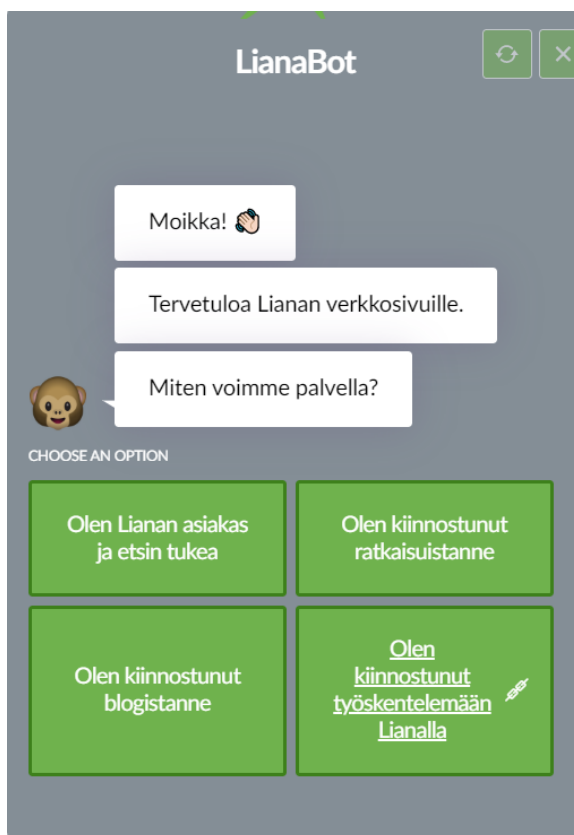 LianaBot
Moikka! 👋🏻
Tervetuloa Lianan verkkosivuille.
Miten voimme palvella?
CHOOSE AN OPTION
Olen Lianan asiakas
ja etsin tukea
Olen kiinnostunut
ratkaisuistanne
Olen kiinnostunut
blogistanne
Olen
kiinnostunut
työskentelemään
Lianalla